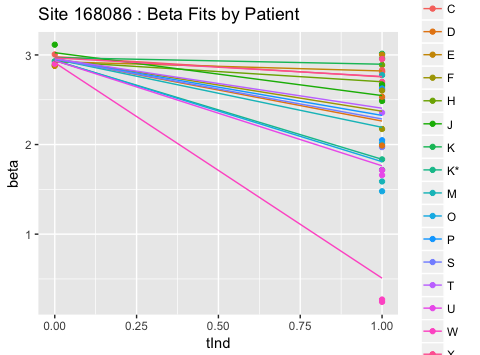 Site 168086 : Beta Fits by Patient
beta
3
2
1
0.00 0.25 0.50 0.75 1.00
tInd
C
D
E
F
H
J
K
K*
M
O
P
S
T
U
W